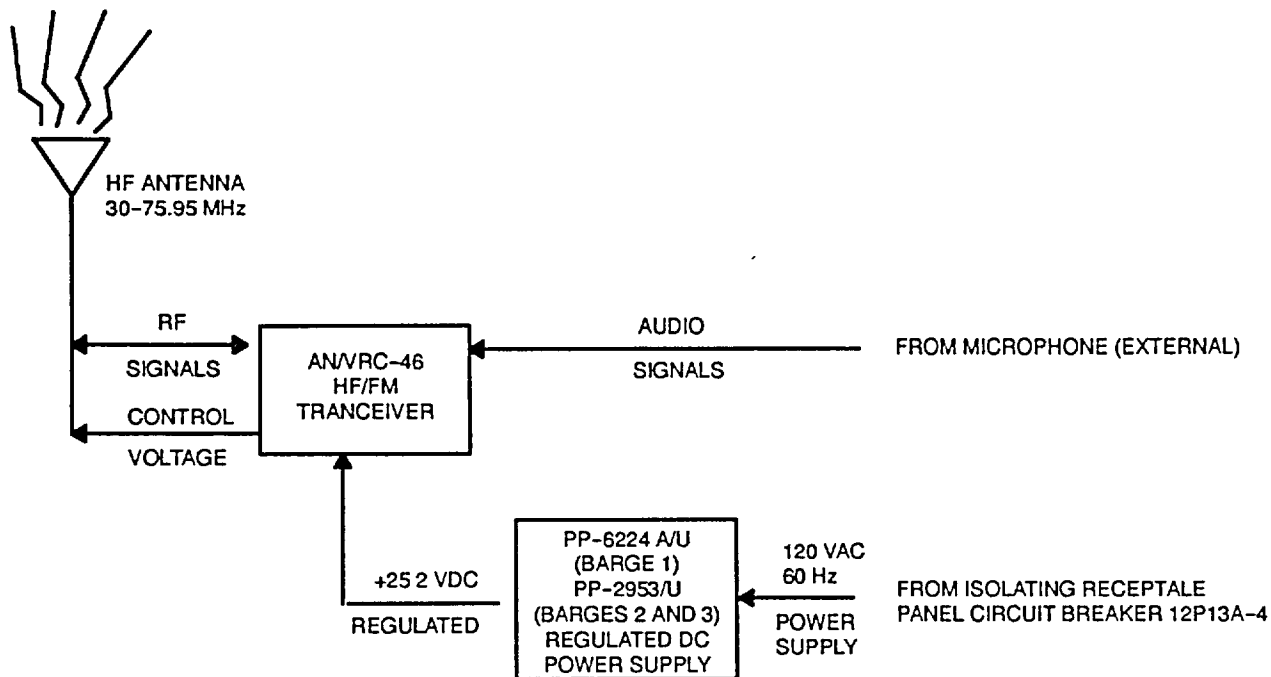 HF ANTENNA
30-75.95 MHz
RF
SIGNALS
CONTROL
VOLTAGE
AN/VRC-46
HF/FM
TRANCEIVER
AUDIO
SIGNALS
FROM MICROPHONE (EXTERNAL)
+25 2 VDC
REGULATED
PP-6224 A/U
(BARGE 1)
PP-2953/U
(BARGES 2 AND 3)
REGULATED DC
POWER SUPPLY
120 VAC
60 Hz
POWER
SUPPLY
FROM ISOLATING RECEPTALE
PANEL CIRCUIT BREAKER 12P13A-4